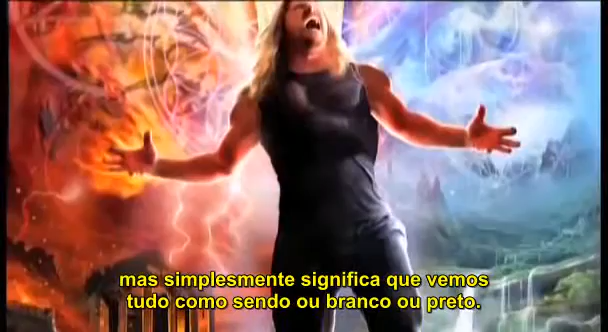 mas simplesmente significa que vemos
tudo como sendo ou branco ou preto.